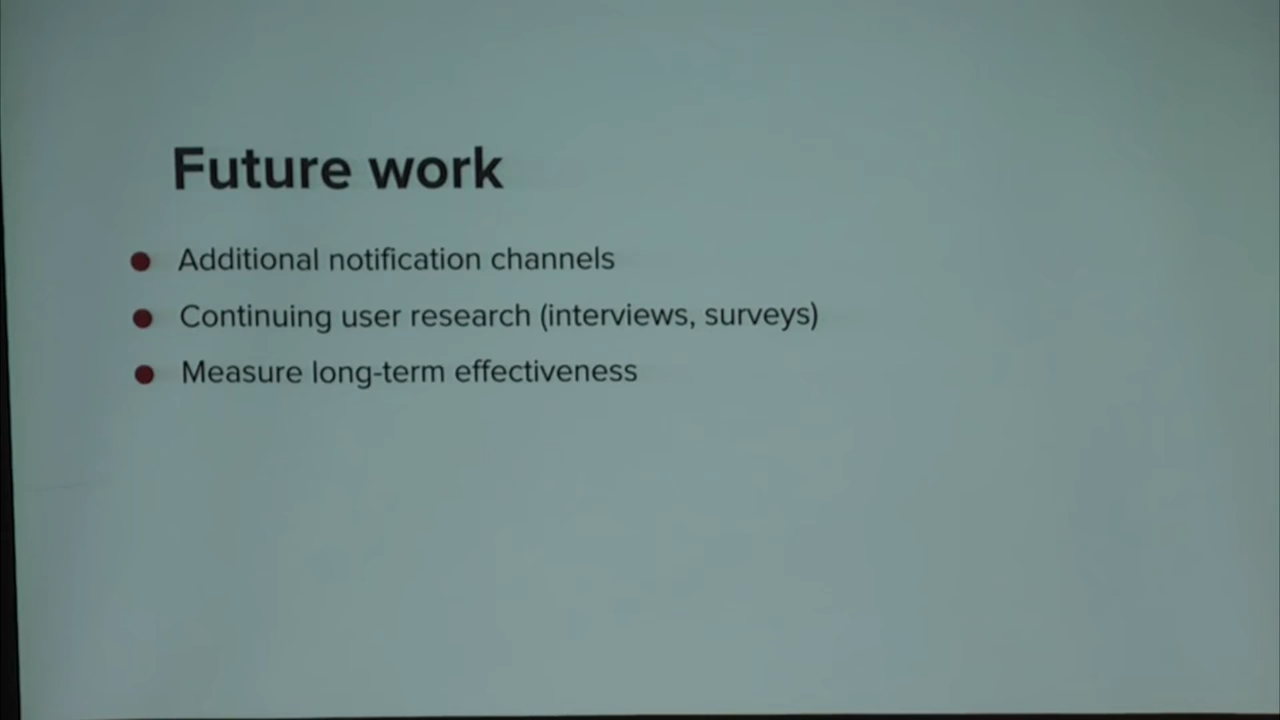 Future work
Additional notification channels
Continuing user research (interviews, surveys)
Measure long-term effectiveness